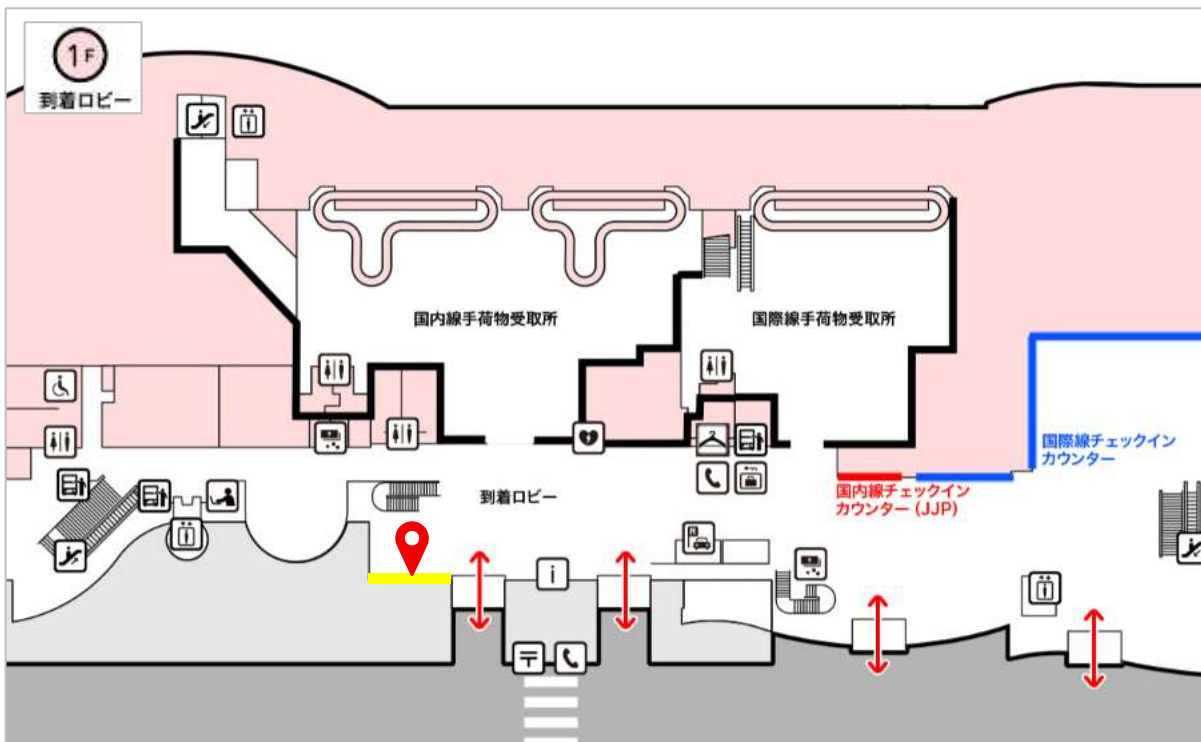 1F
到着ロビー
国内線手荷物受取所
国際線手荷物受取所
国際線チェックイン
カウンター
国内線チェックイン
カウンター (JJP)
到着ロビー
i
〒